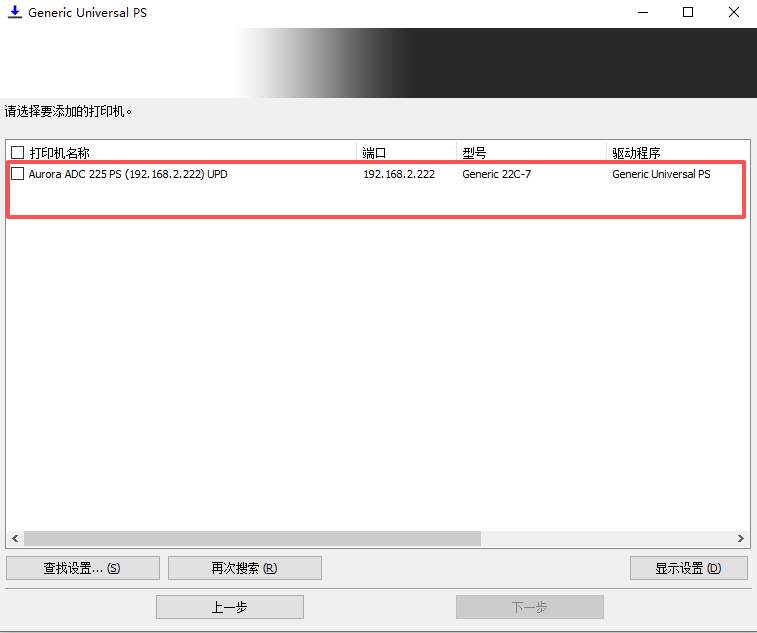 Generic Universal PS
请选择要添加的打印机。
打印机名称 端口 型号 驱动程序
Aurora ADC 225 PS (192.168.2.222) UPD 192.168.2.222 Generic 22C-7 Generic Universal PS
查找设置... (S) 再次搜索 (R) 显示设置 (D)
上一步 下一步